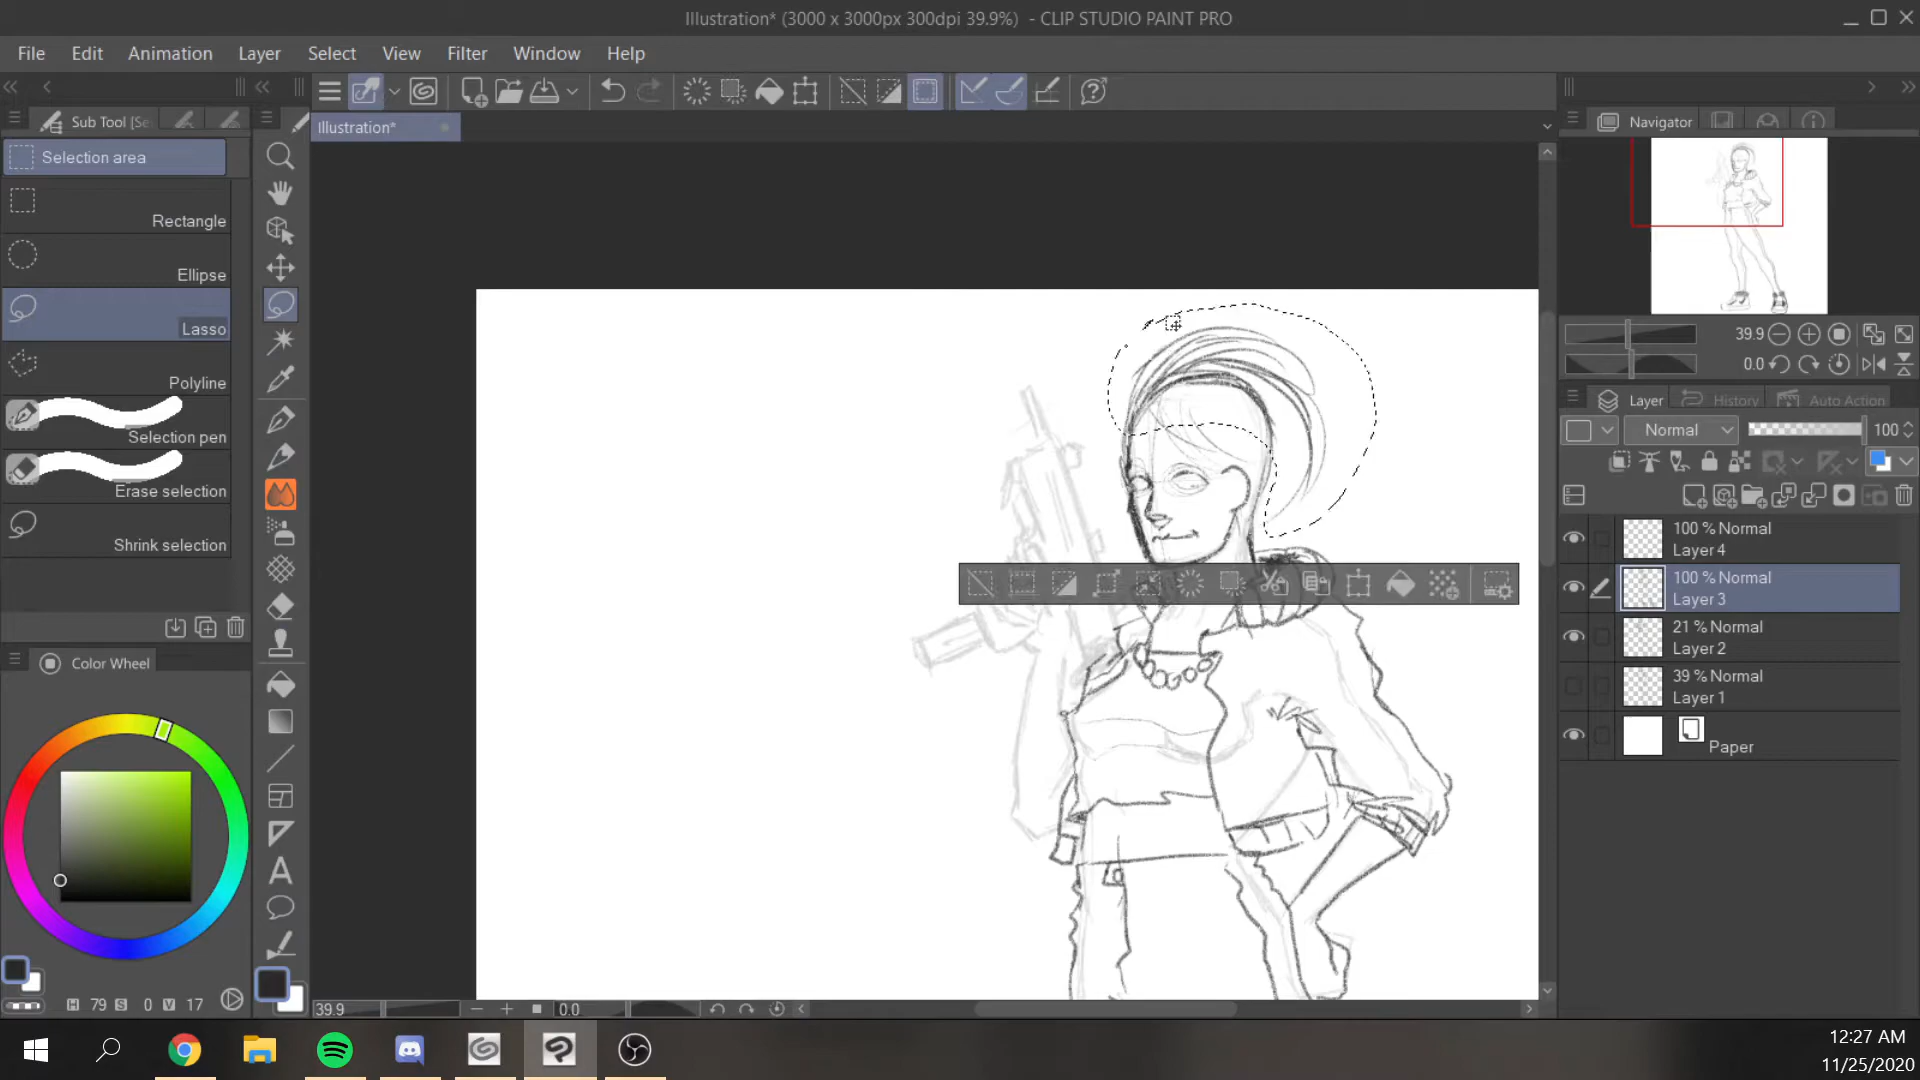 Illustration* (3000 x 3000px 300dpi 39.9%) - CLIP STUDIO PAINT PRO
File Edit Animation Layer Select View Filter Window Help
Sub Tool [Se
Illustration*
Navigator
Selection area
Rectangle
Ellipse
Lasso
39.9
0.0
Polyline
Layer History Auto Action
Normal 100
Selection pen
Erase selection
Shrink selection
100 % Normal
Layer 4
100 % Normal
Layer 3
21 % Normal
Layer 2
39 % Normal
Layer 1
Paper
Color Wheel
A
H 79 S 0 V 17
39.9 0.0
12:27 AM
11/25/2020